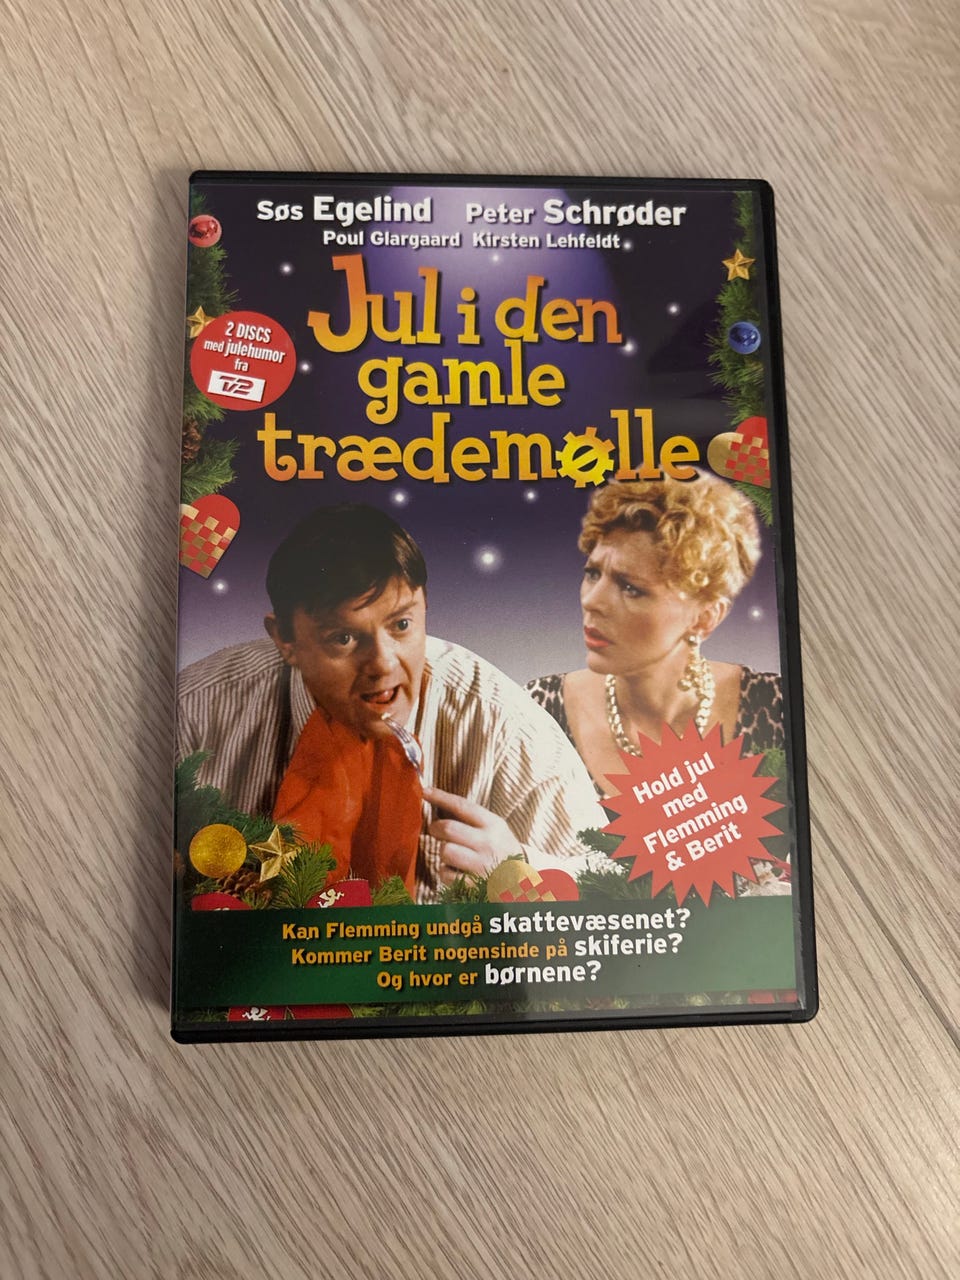 Søs Egelind Peter Schrøder
Poul Glargaard Kirsten Lehfeldt
Jul i den
gamle
trædemølle
2 DISCS
med julehumor
fra
TV2
Hold jul
med
Flemming
& Berit
Kan Flemming undgå skattevæsenet?
Kommer Berit nogensinde på skiferie?
Og hvor er børnene?